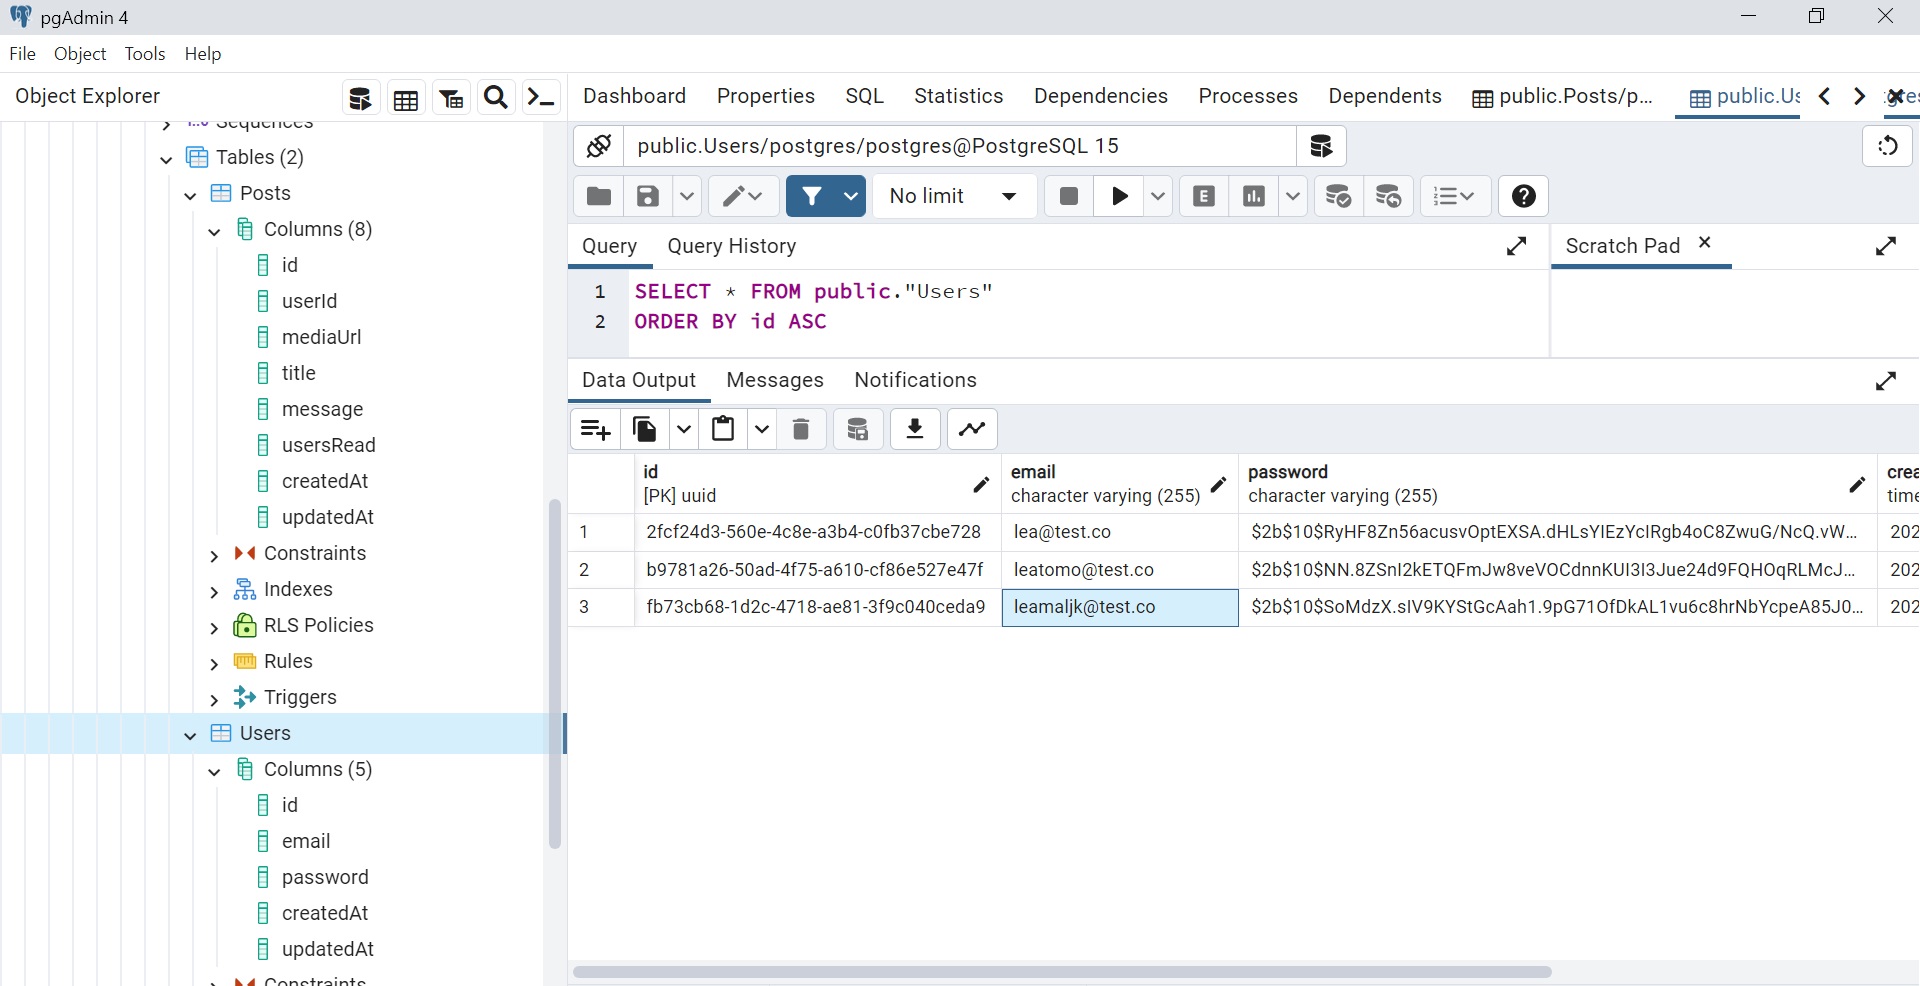 pgAdmin 4
File Object Tools Help
Object Explorer
Dashboard Properties SQL Statistics Dependencies Processes Dependents public.Posts/p... public.Us
Sequences
Tables (2)
Posts
Columns (8)
id
userId
mediaUrl
title
message
usersRead
createdAt
updatedAt
Constraints
Indexes
RLS Policies
Rules
Triggers
Users
Columns (5)
id
email
password
createdAt
updatedAt
Constraints
public.Users/postgres/postgres@PostgreSQL 15
No limit E
Query Query History Scratch Pad
1 SELECT * FROM public."Users"
2 ORDER BY id ASC
Data Output Messages Notifications
id email password crea
[PK] uuid character varying (255) character varying (255) time
1 2fcf24d3-560e-4c8e-a3b4-c0fb37cbe728 lea@test.co $2b$10$RyHF8Zn56acusvOptEXSA.dHLsYIEzYcIRgb4oC8ZwuG/NcQ.vW... 202
2 b9781a26-50ad-4f75-a610-cf86e527e47f leatomo@test.co $2b$10$NN.8ZSnI2kETQFmJw8veVOCdnnKUI3I3Jue24d9FQHOqRLMcJ... 202
3 fb73cb68-1d2c-4718-ae81-3f9c040ceda9 leamaljk@test.co $2b$10$SoMdzX.sIV9KYStGcAah1.9pG71OfDkAL1vu6c8hrNbYcpeA85J0... 202